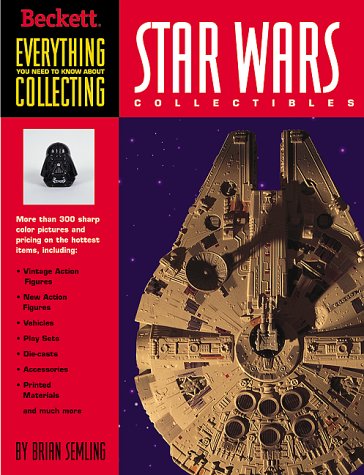 Beckett
EVERYTHING
YOU NEED TO KNOW ABOUT
COLLECTING
STAR WARS
COLLECTIBLES
More than 300 sharp
color pictures and
pricing on the hottest
items, including:
• Vintage Action
Figures
• New Action
Figures
• Vehicles
• Play Sets
• Die-casts
• Accessories
• Printed
Materials
and much more
BY BRIAN SEMLING